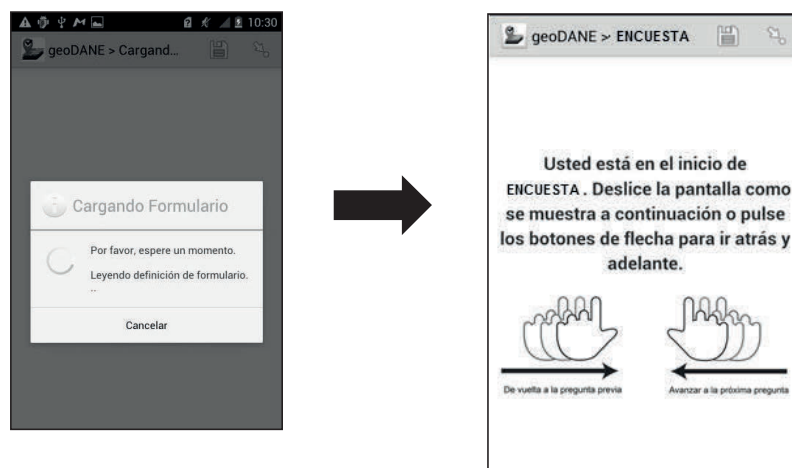 10:30
geoDANE > Cargand...
Cargando Formulario
Por favor, espere un momento.
Leyendo definición de formulario.
..
Cancelar
geoDANE > ENCUESTA
Usted está en el inicio de
ENCUESTA . Deslice la pantalla como
se muestra a continuación o pulse
los botones de flecha para ir atrás y
adelante.
De vuelta a la pregunta previa
Avanzar a la próxima pregunta